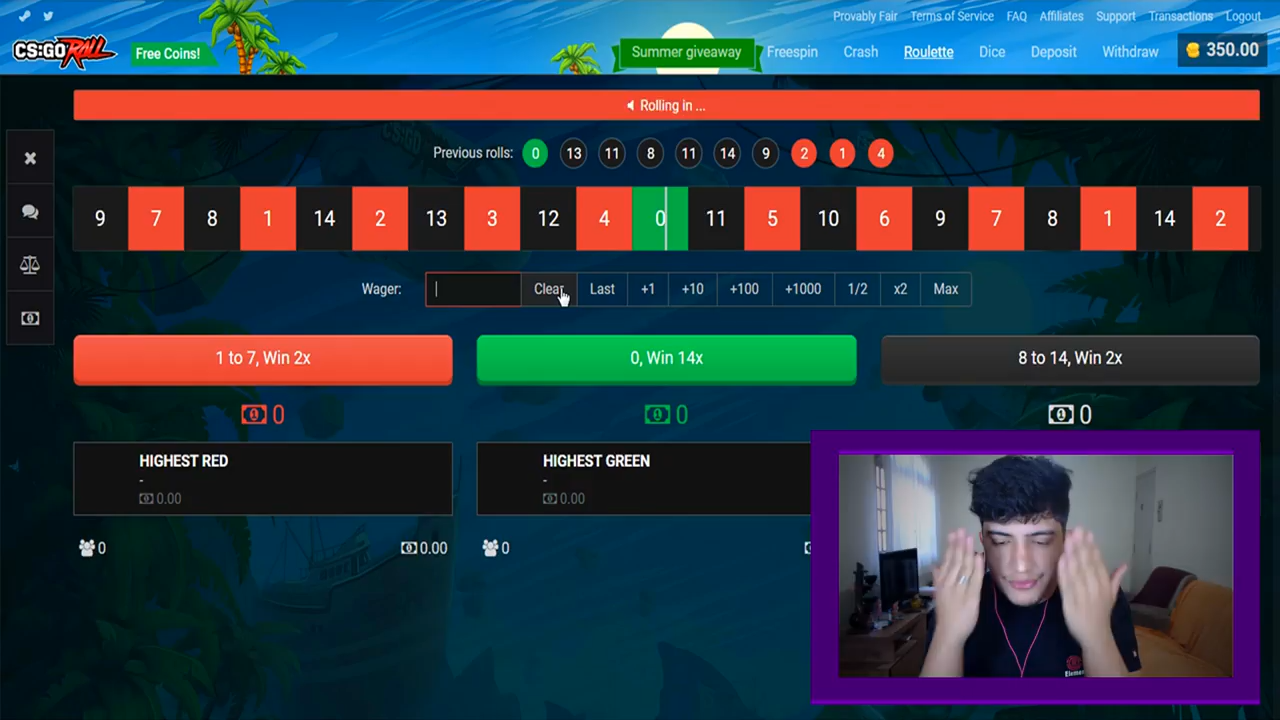 Provably Fair Terms of Service FAQ Affiliates Support Transactions Logout
CS:GO ROLL Free Coins! Summer giveaway Freespin Crash Roulette Dice Deposit Withdraw 350.00
Rolling in ...
Previous rolls: 0 13 11 8 11 14 9 2 1 4
9 7 8 1 14 2 13 3 12 4 0 11 5 10 6 9 7 8 1 14 2
Wager: Clear Last +1 +10 +100 +1000 1/2 x2 Max
1 to 7, Win 2x 0, Win 14x 8 to 14, Win 2x
0 0 0
HIGHEST RED HIGHEST GREEN
- -
0.00 0.00
0 0.00 0
Eleme